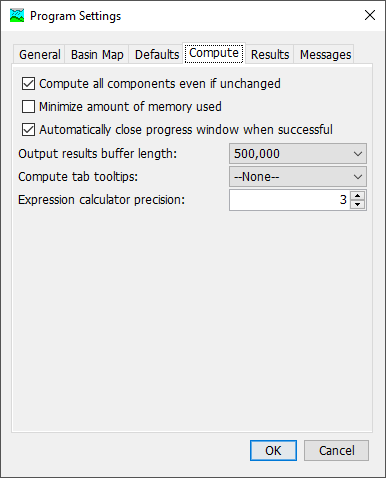 Program Settings
General Basin Map Defaults Compute Results Messages
Compute all components even if unchanged
Minimize amount of memory used
Automatically close progress window when successful
Output results buffer length: 500,000
Compute tab tooltips: --None--
Expression calculator precision: 3
OK Cancel